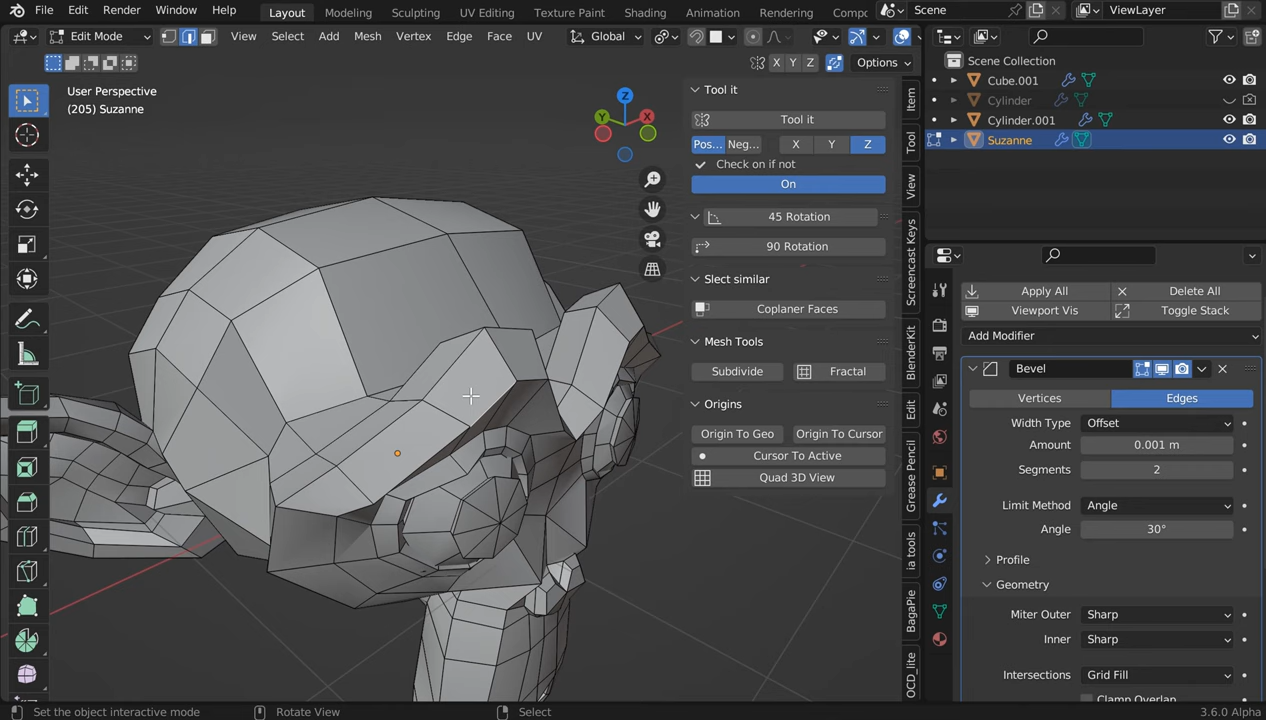 File Edit Render Window Help Layout Modeling Sculpting UV Editing Texture Paint Shading Animation Rendering Compo Scene ViewLayer
Edit Mode View Select Add Mesh Vertex Edge Face UV Global
X Y Z Options
User Perspective
(205) Suzanne
Z
Y X
Tool it
Tool it
Pos... Neg... X Y Z
Check on if not
On
45 Rotation
90 Rotation
Slect similar
Coplaner Faces
Mesh Tools
Subdivide Fractal
Origins
Origin To Geo Origin To Cursor
Cursor To Active
Quad 3D View
Item
Tool
View
Screencast Keys
BlenderKit
Edit
Grease Pencil
ia tools
BagaPie
OCD_lite
Scene Collection
Cube.001
Cylinder
Cylinder.001
Suzanne
Apply All Delete All
Viewport Vis Toggle Stack
Add Modifier
Bevel
Vertices Edges
Width Type Offset
Amount 0.001 m
Segments 2
Limit Method Angle
Angle 30°
Profile
Geometry
Miter Outer Sharp
Inner Sharp
Intersections Grid Fill
Clamp Overlap
Set the object interactive mode Rotate View Select 3.6.0 Alpha